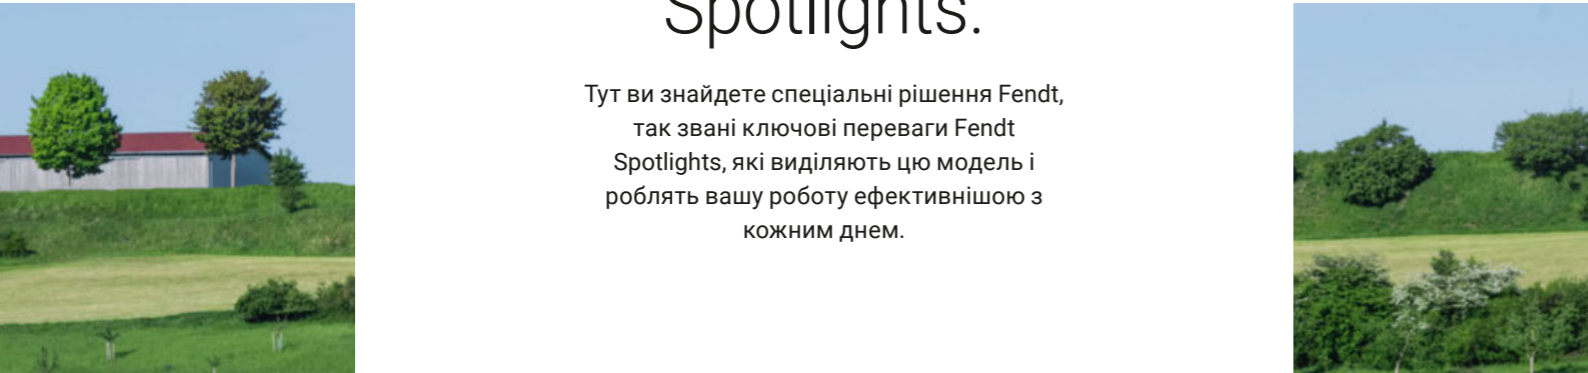 Spotlights.
Тут ви знайдете спеціальні рішення Fendt,
так звані ключові переваги Fendt
Spotlights, які виділяють цю модель і
роблять вашу роботу ефективнішою з
кожним днем.